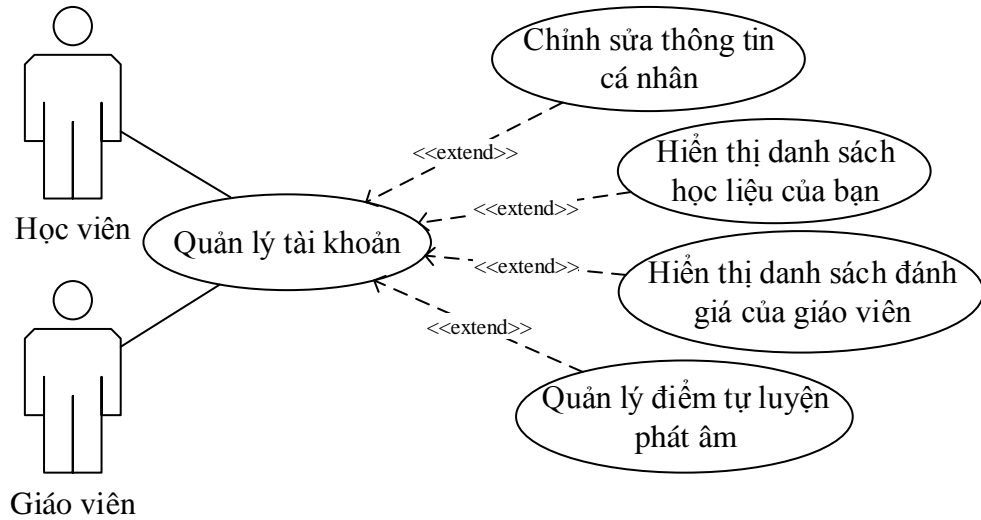 Chỉnh sửa thông tin
cá nhân
<<extend>>
Hiển thị danh sách
học liệu của bạn
<<extend>>
Học viên
Quản lý tài khoản
<<extend>>
Hiển thị danh sách đánh
giá của giáo viên
<<extend>>
Quản lý điểm tự luyện
phát âm
Giáo viên